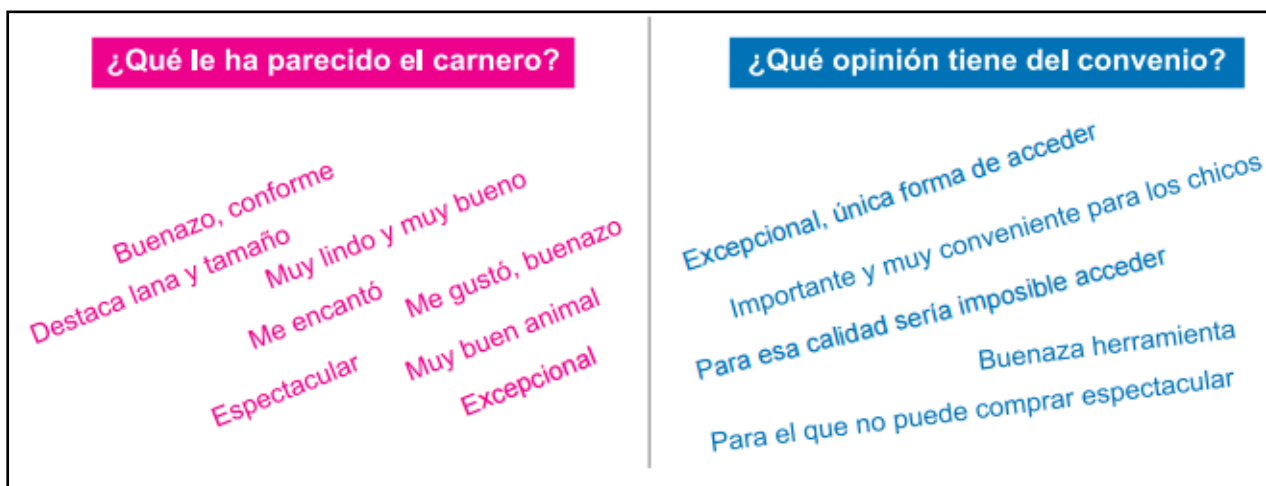 ¿Qué le ha parecido el carnero?
Buenazo, conforme
Destaca lana y tamaño
Muy lindo y muy bueno
Me encantó
Me gustó, buenazo
Espectacular
Muy buen animal
Excepcional
¿Qué opinión tiene del convenio?
Excepcional, única forma de acceder
Importante y muy conveniente para los chicos
Para esa calidad sería imposible acceder
Buenaza herramienta
Para el que no puede comprar espectacular